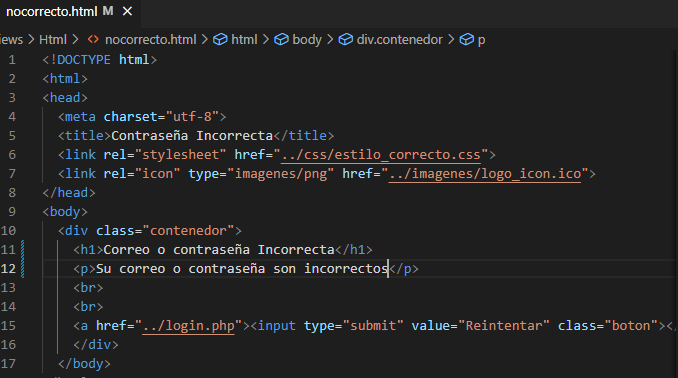 nocorrecto.html M ×
iews > Html > <> nocorrecto.html > html > body > div.contenedor > p
1 <!DOCTYPE html>
2 <html>
3 <head>
4 <meta charset="utf-8">
5 <title>Contraseña Incorrecta</title>
6 <link rel="stylesheet" href="../css/estilo_correcto.css">
7 <link rel="icon" type="imagenes/png" href="../imagenes/logo_icon.ico">
8 </head>
9 <body>
10 <div class="contenedor">
11 <h1>Correo o contraseña Incorrecta</h1>
12 <p>Su correo o contraseña son incorrectos</p>
13 <br>
14 <br>
15 <a href="../login.php"><input type="submit" value="Reintentar" class="boton"></
16 </div>
17 </body>